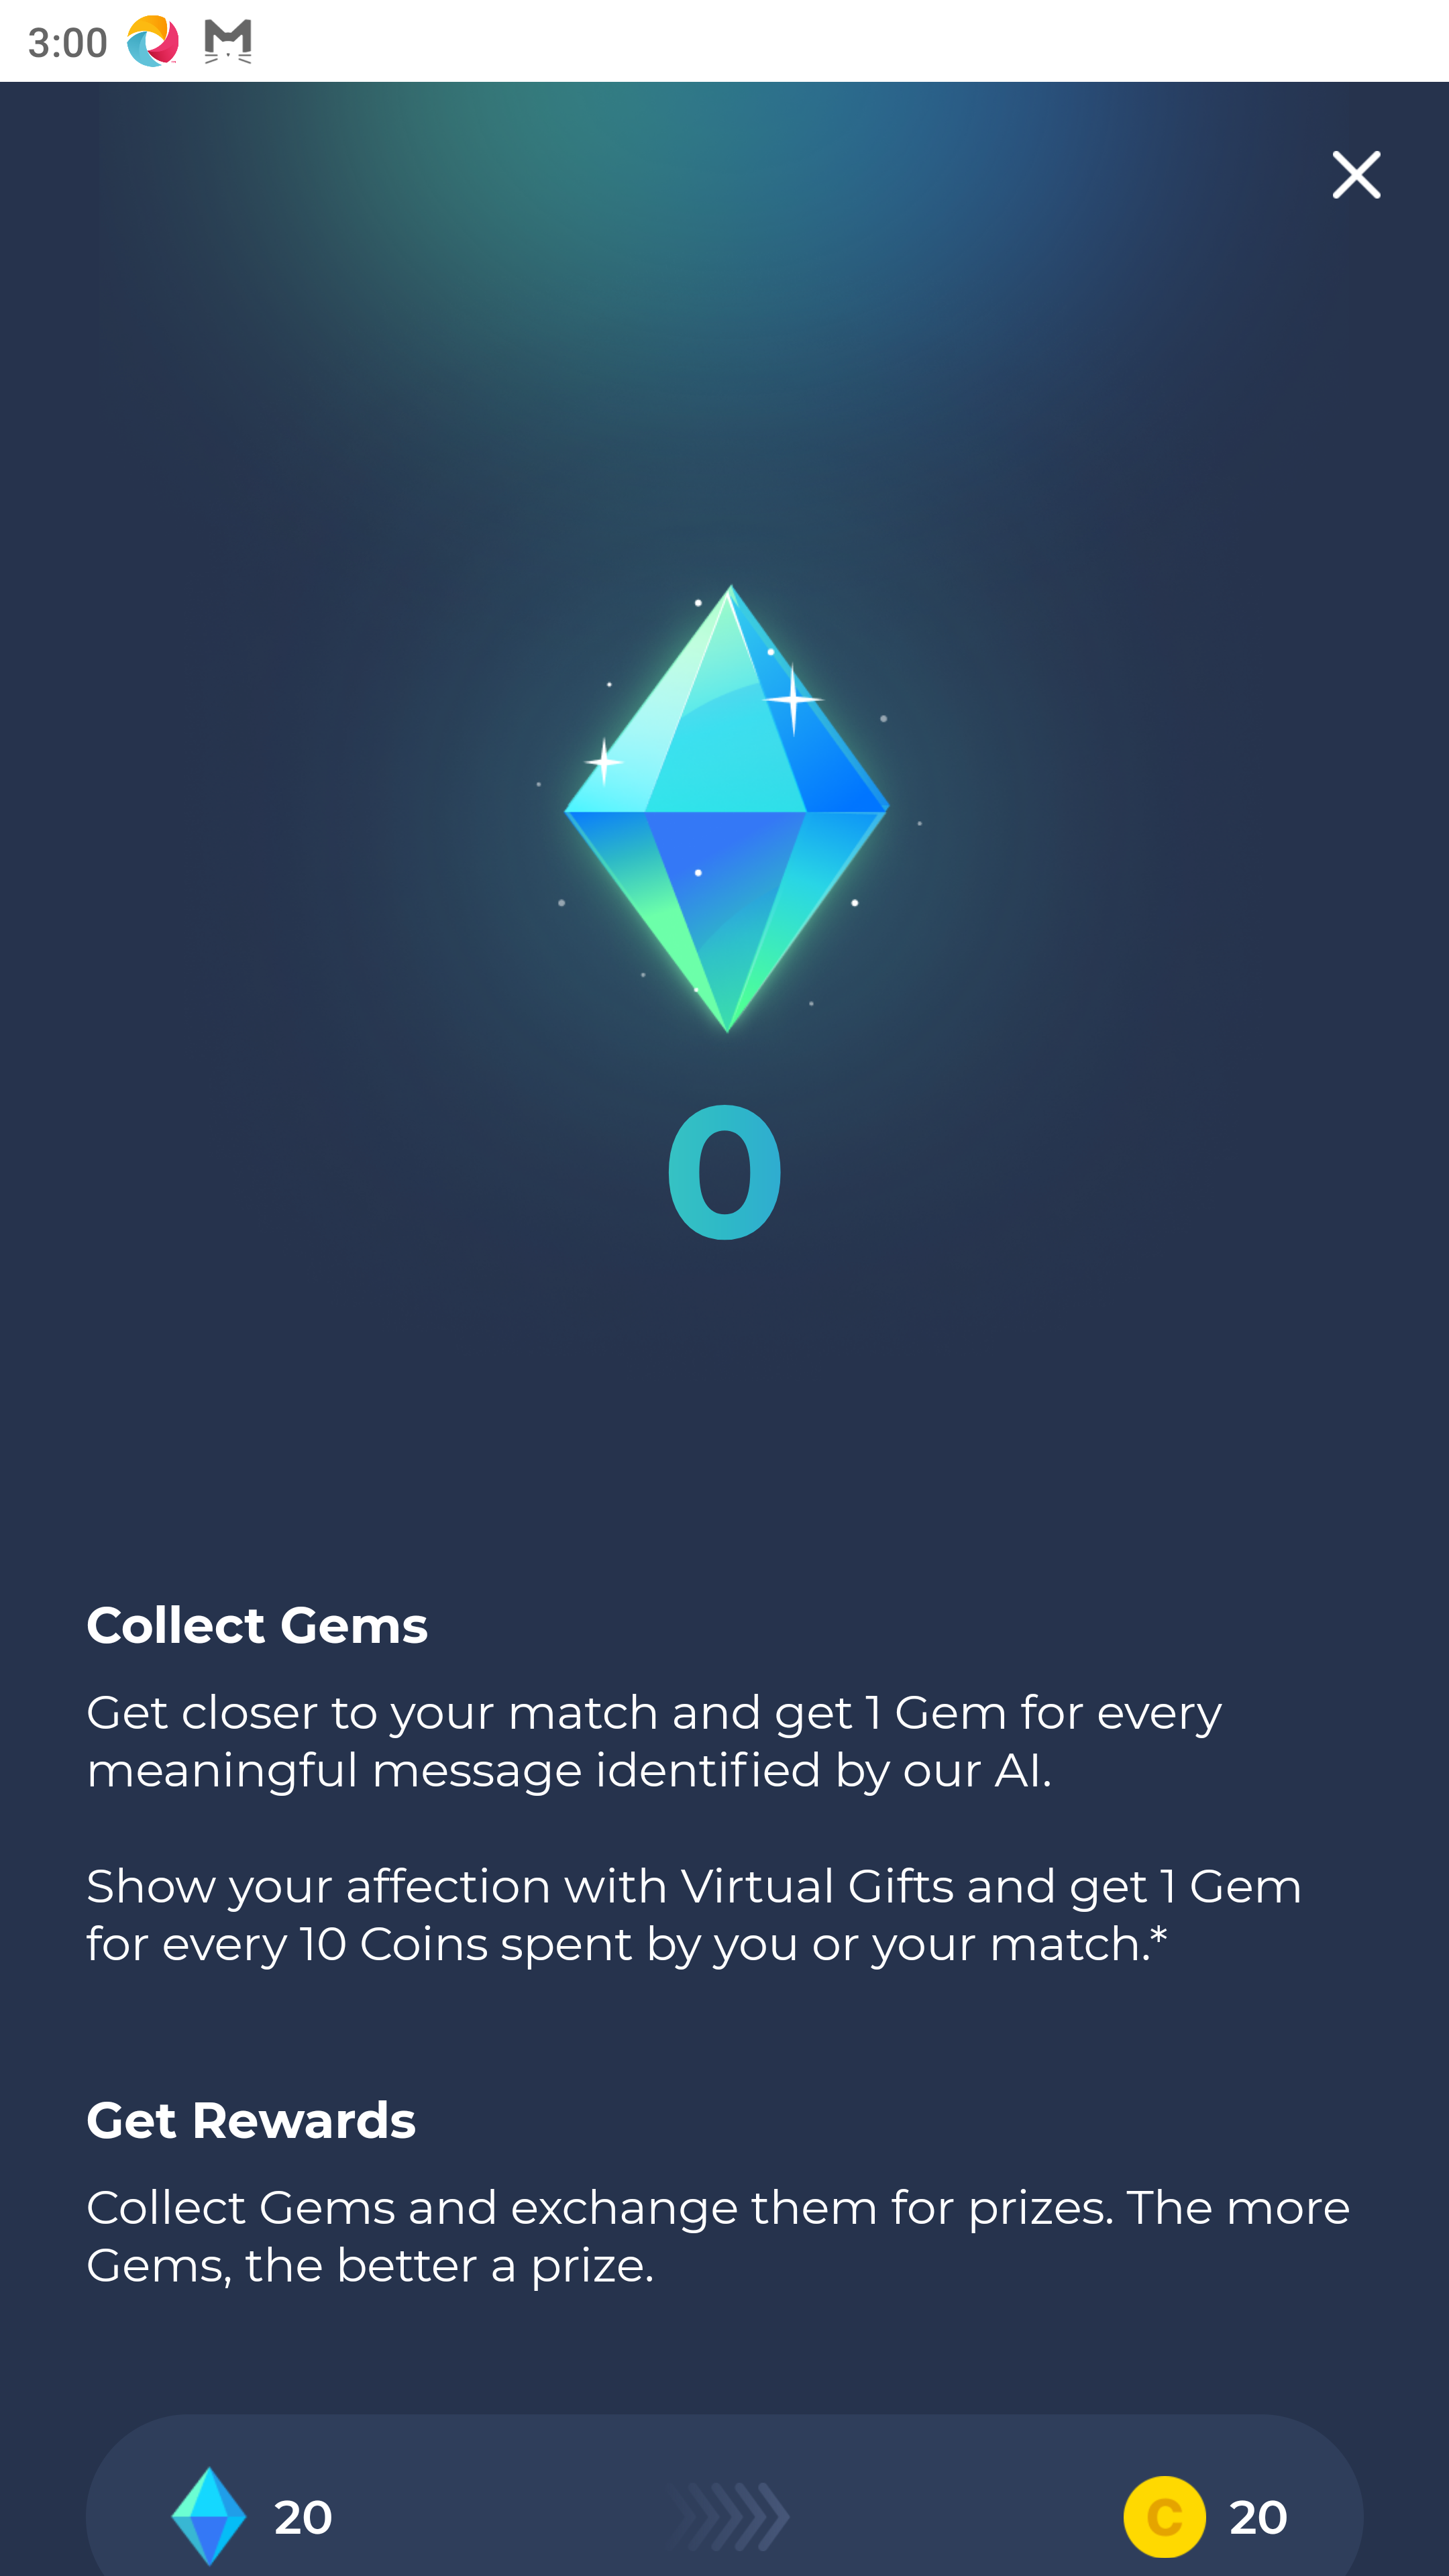 3:00
0
Collect Gems
Get closer to your match and get 1 Gem for every
meaningful message identified by our AI.
Show your affection with Virtual Gifts and get 1 Gem
for every 10 Coins spent by you or your match.*
Get Rewards
Collect Gems and exchange them for prizes. The more
Gems, the better a prize.
20 C 20